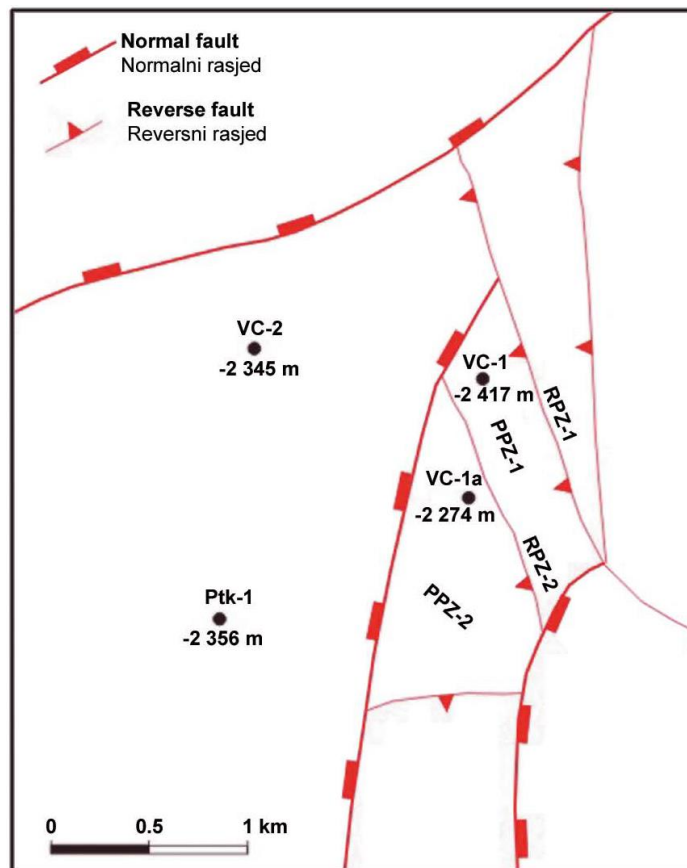 Normal fault
Normalni rasjed
Reverse fault
Reversni rasjed
VC-2
-2 345 m
VC-1
-2 417 m
RPZ-1
PPZ-1
VC-1a
-2 274 m
RPZ-2
PPZ-2
Ptk-1
-2 356 m
0 0.5 1 km